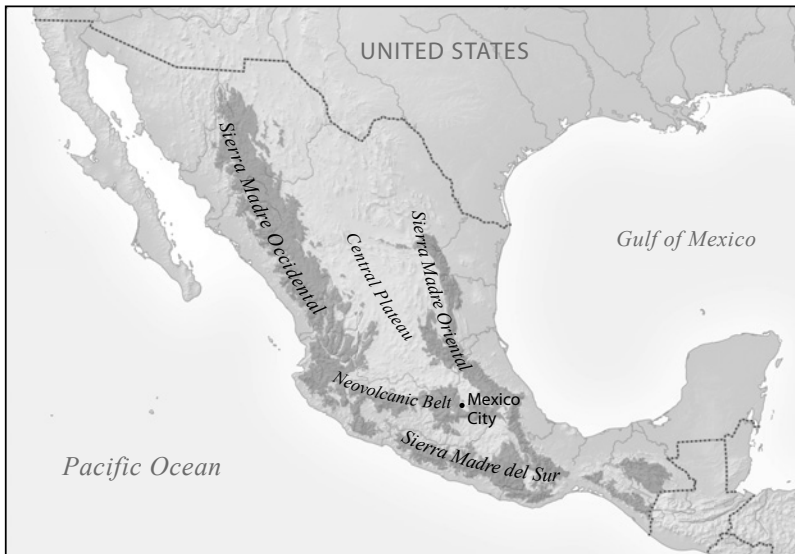 UNITED STATES
Sierra Madre Occidental
Sierra Madre Oriental
Central Plateau
Gulf of Mexico
Neovolcanic Belt
Mexico
City
Sierra Madre del Sur
Pacific Ocean